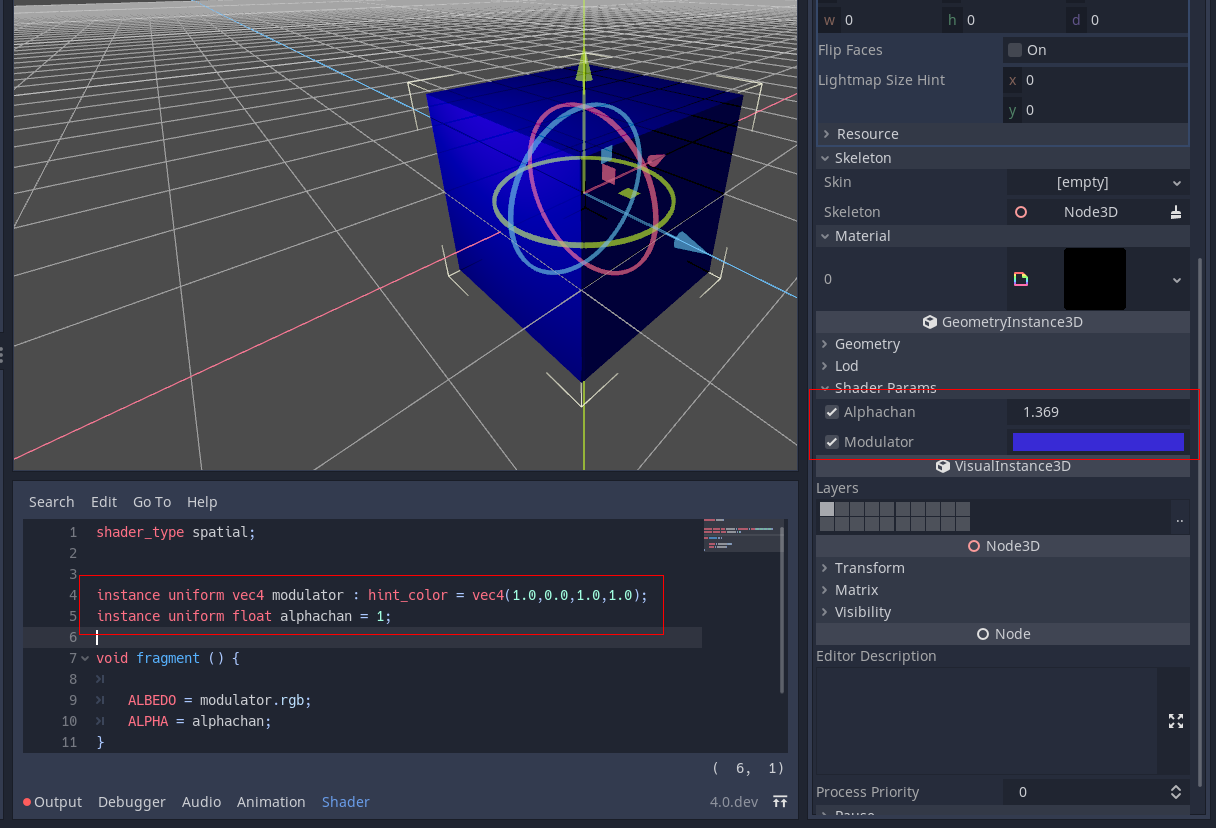 w 0 h 0 d 0
Flip Faces On
Lightmap Size Hint x 0
y 0
Resource
Skeleton
Skin [empty]
Skeleton Node3D
Material
0
GeometryInstance3D
Geometry
Lod
Shader Params
Alphachan 1.369
Modulator
VisualInstance3D
Layers
..
Node3D
Transform
Matrix
Visibility
Node
Editor Description
Process Priority 0
Pause
Search Edit Go To Help
1 shader_type spatial;
2
3
4 instance uniform vec4 modulator : hint_color = vec4(1.0,0.0,1.0,1.0);
5 instance uniform float alphachan = 1;
6
7 void fragment () {
8
9 ALBEDO = modulator.rgb;
10 ALPHA = alphachan;
11 }
( 6, 1)
Output Debugger Audio Animation Shader 4.0.dev